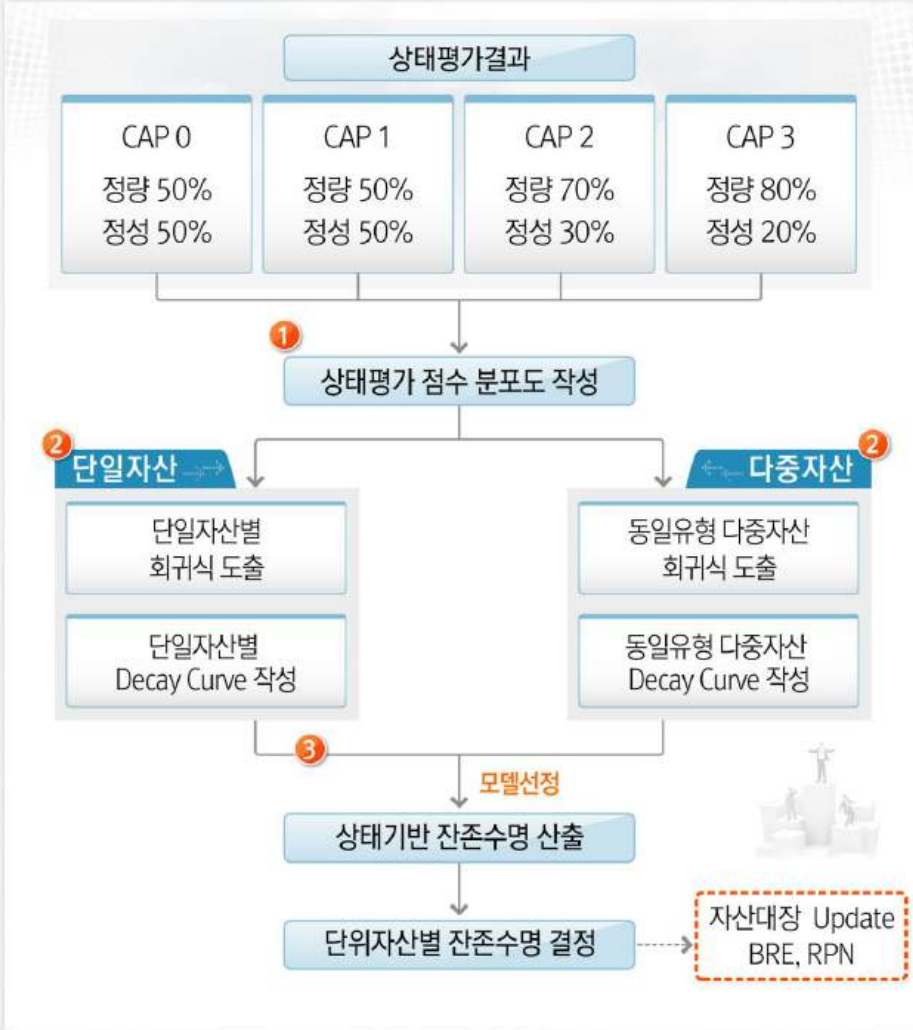 상태평가결과
CAP 0
정량 50%
정성 50%
CAP 1
정량 50%
정성 50%
CAP 2
정량 70%
정성 30%
CAP 3
정량 80%
정성 20%
1
상태평가 점수 분포도 작성
2
단일자산
단일자산별
회귀식 도출
단일자산별
Decay Curve 작성
다중자산
2
동일유형 다중자산
회귀식 도출
동일유형 다중자산
Decay Curve 작성
3
모델선정
상태기반 잔존수명 산출
단위자산별 잔존수명 결정
자산대장 Update
BRE, RPN